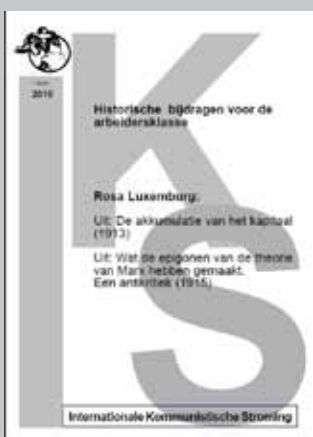 2010
Historische bijdragen voor de
arbeidersklasse
Rosa Luxemburg:
Uit: De akkumulatie van het kapitaal
(1913)
Uit: Wat de epigonen van de theorie
van Marx hebben gemaakt.
Een antikritiek (1915)
IKS
Internationale Kommunistische Stroming